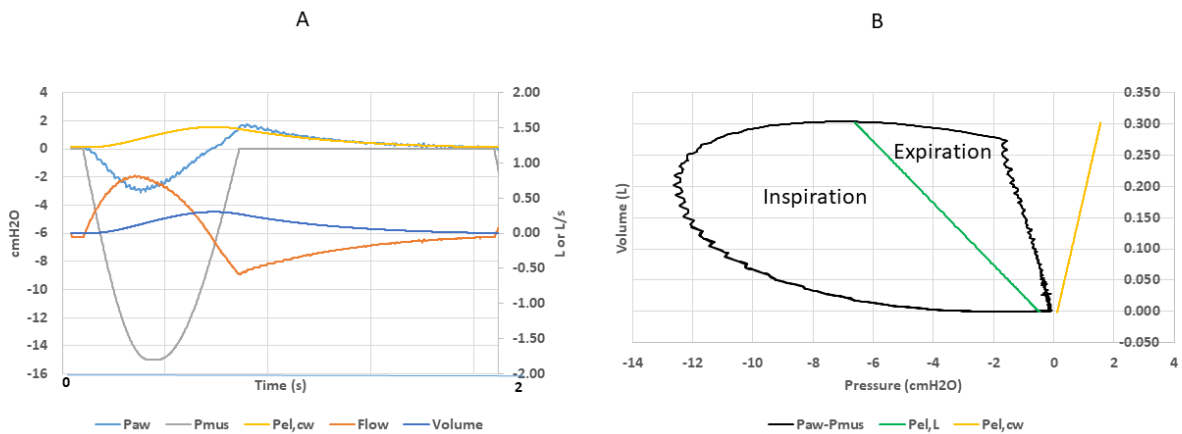 A
B
4
2
0
-2
-4
-6
-8
-10
-12
-14
-16
cmH2O
2.00
1.50
1.00
0.50
0.00
-0.50
-1.00
-1.50
-2.00
L or L/s
0
Time (s)
2
Paw Pmus Pel,cw Flow Volume
Inspiration
Expiration
Volume (L)
0.350
0.300
0.250
0.200
0.150
0.100
0.050
0.000
-0.050
-14 -12 -10 -8 -6 -4 -2 0 2 4
Pressure (cmH2O)
Paw-Pmus Pel,L Pel,cw